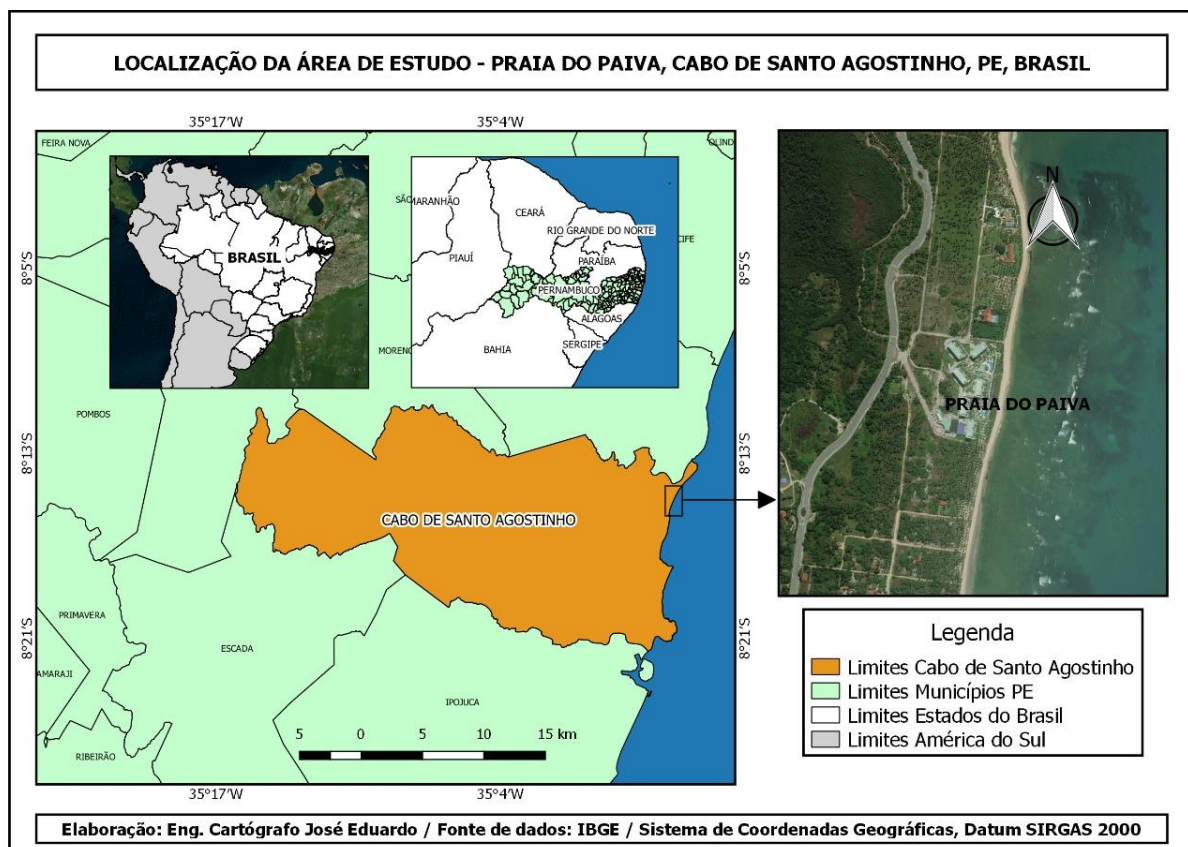 LOCALIZAÇÃO DA ÁREA DE ESTUDO - PRAIA DO PAIVA, CABO DE SANTO AGOSTINHO, PE, BRASIL
35°17'W
35°4'W
FEIRA NOVA
OLIND
BRASIL
SÃO
MARANHÃO
CEARÁ
RIO GRANDE DO NORTE
CIFE
PIAUÍ
PARAÍBA
PERNAMBUCO
ALAGOAS
SERGIPE
BAHIA
8°5'S
8°5'S
MORENO
POMBOS
8°13'S
8°13'S
CABO DE SANTO AGOSTINHO
PRIMAVERA
ESCADA
AMARAJI
8°21'S
8°21'S
IPOJUCA
RIBEIRÃO
5 0 5 10 15 km
35°17'W
35°4'W
N
PRAIA DO PAIVA
Legenda
Limites Cabo de Santo Agostinho
Limites Municípios PE
Limites Estados do Brasil
Limites América do Sul
Elaboração: Eng. Cartógrafo José Eduardo / Fonte de dados: IBGE / Sistema de Coordenadas Geográficas, Datum SIRGAS 2000